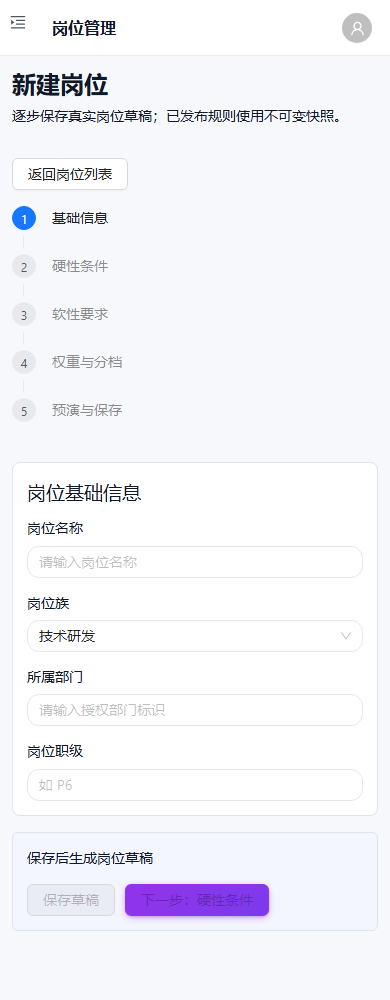 岗位管理
新建岗位
逐步保存真实岗位草稿；已发布规则使用不可变快照。
返回岗位列表
1 基础信息
2 硬性条件
3 软性要求
4 权重与分档
5 预演与保存
岗位基础信息
岗位名称
请输入岗位名称
岗位族
技术研发
所属部门
请输入授权部门标识
岗位职级
如 P6
保存后生成岗位草稿
保存草稿 下一步：硬性条件